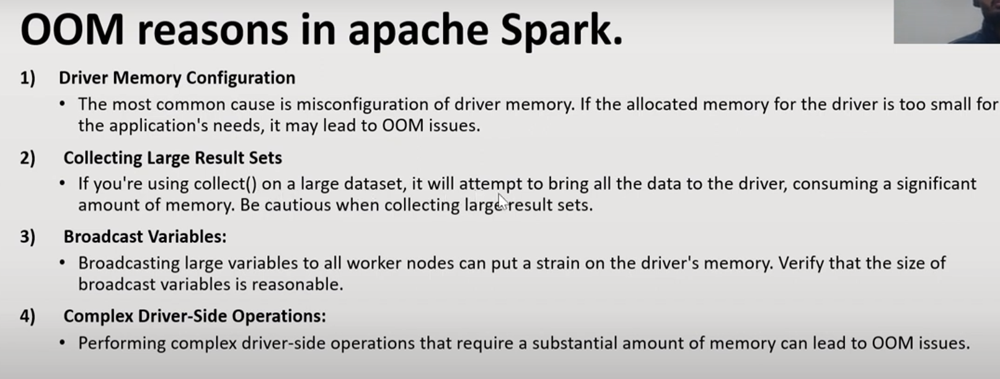 OOM reasons in apache Spark.
1) Driver Memory Configuration
• The most common cause is misconfiguration of driver memory. If the allocated memory for the driver is too small for
the application's needs, it may lead to OOM issues.
2) Collecting Large Result Sets
• If you're using collect() on a large dataset, it will attempt to bring all the data to the driver, consuming a significant
amount of memory. Be cautious when collecting large result sets.
3) Broadcast Variables:
• Broadcasting large variables to all worker nodes can put a strain on the driver's memory. Verify that the size of
broadcast variables is reasonable.
4) Complex Driver-Side Operations:
• Performing complex driver-side operations that require a substantial amount of memory can lead to OOM issues.